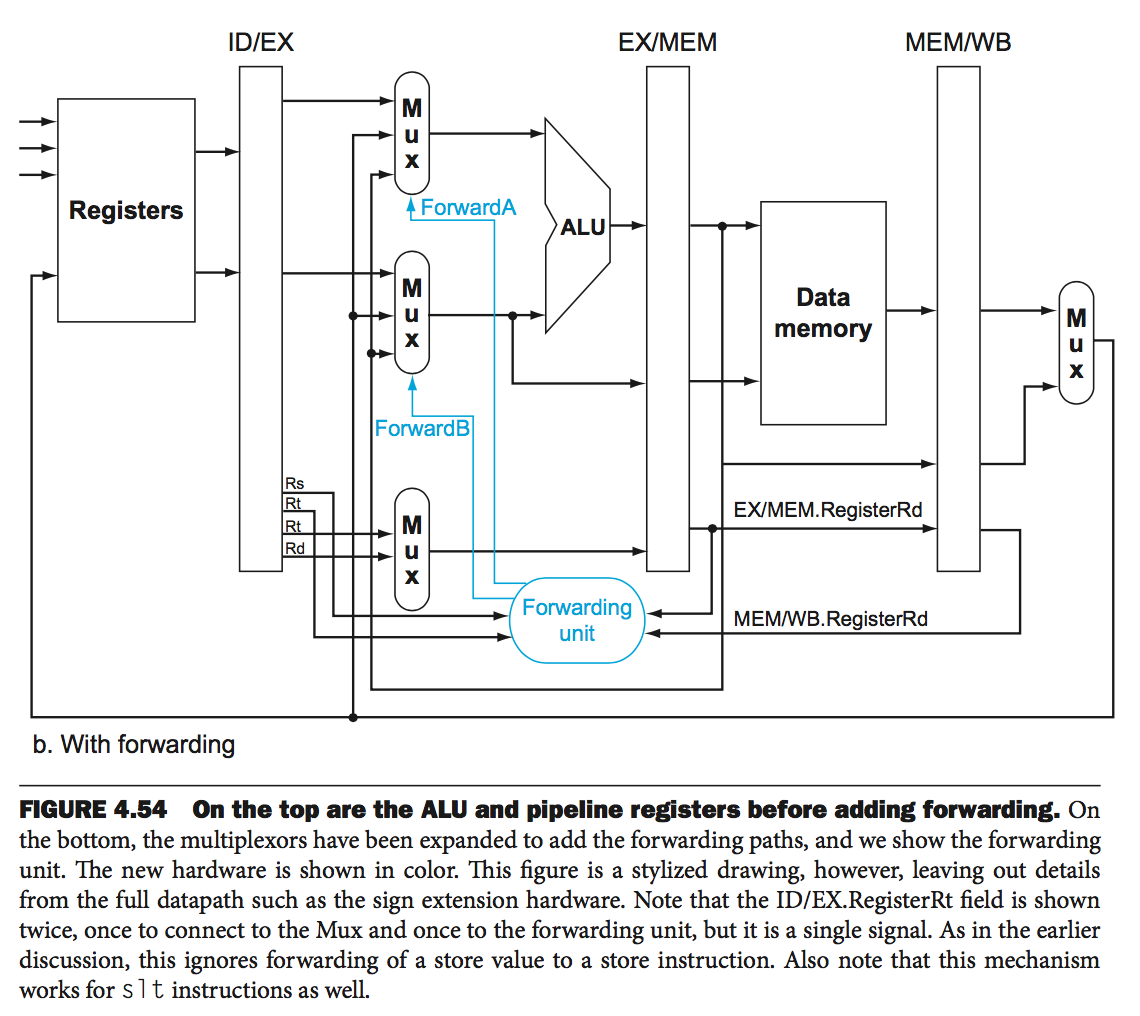 ID/EX
EX/MEM
MEM/WB
Registers
M
u
x
ForwardA
ALU
M
u
x
ForwardB
Data
memory
M
u
x
Rs
Rt
Rt
Rd
M
u
x
EX/MEM.RegisterRd
Forwarding
unit
MEM/WB.RegisterRd
b. With forwarding
FIGURE 4.54 On the top are the ALU and pipeline registers before adding forwarding. On
the bottom, the multiplexors have been expanded to add the forwarding paths, and we show the forwarding
unit. The new hardware is shown in color. This figure is a stylized drawing, however, leaving out details
from the full datapath such as the sign extension hardware. Note that the ID/EX.RegisterRt field is shown
twice, once to connect to the Mux and once to the forwarding unit, but it is a single signal. As in the earlier
discussion, this ignores forwarding of a store value to a store instruction. Also note that this mechanism
works for slt instructions as well.